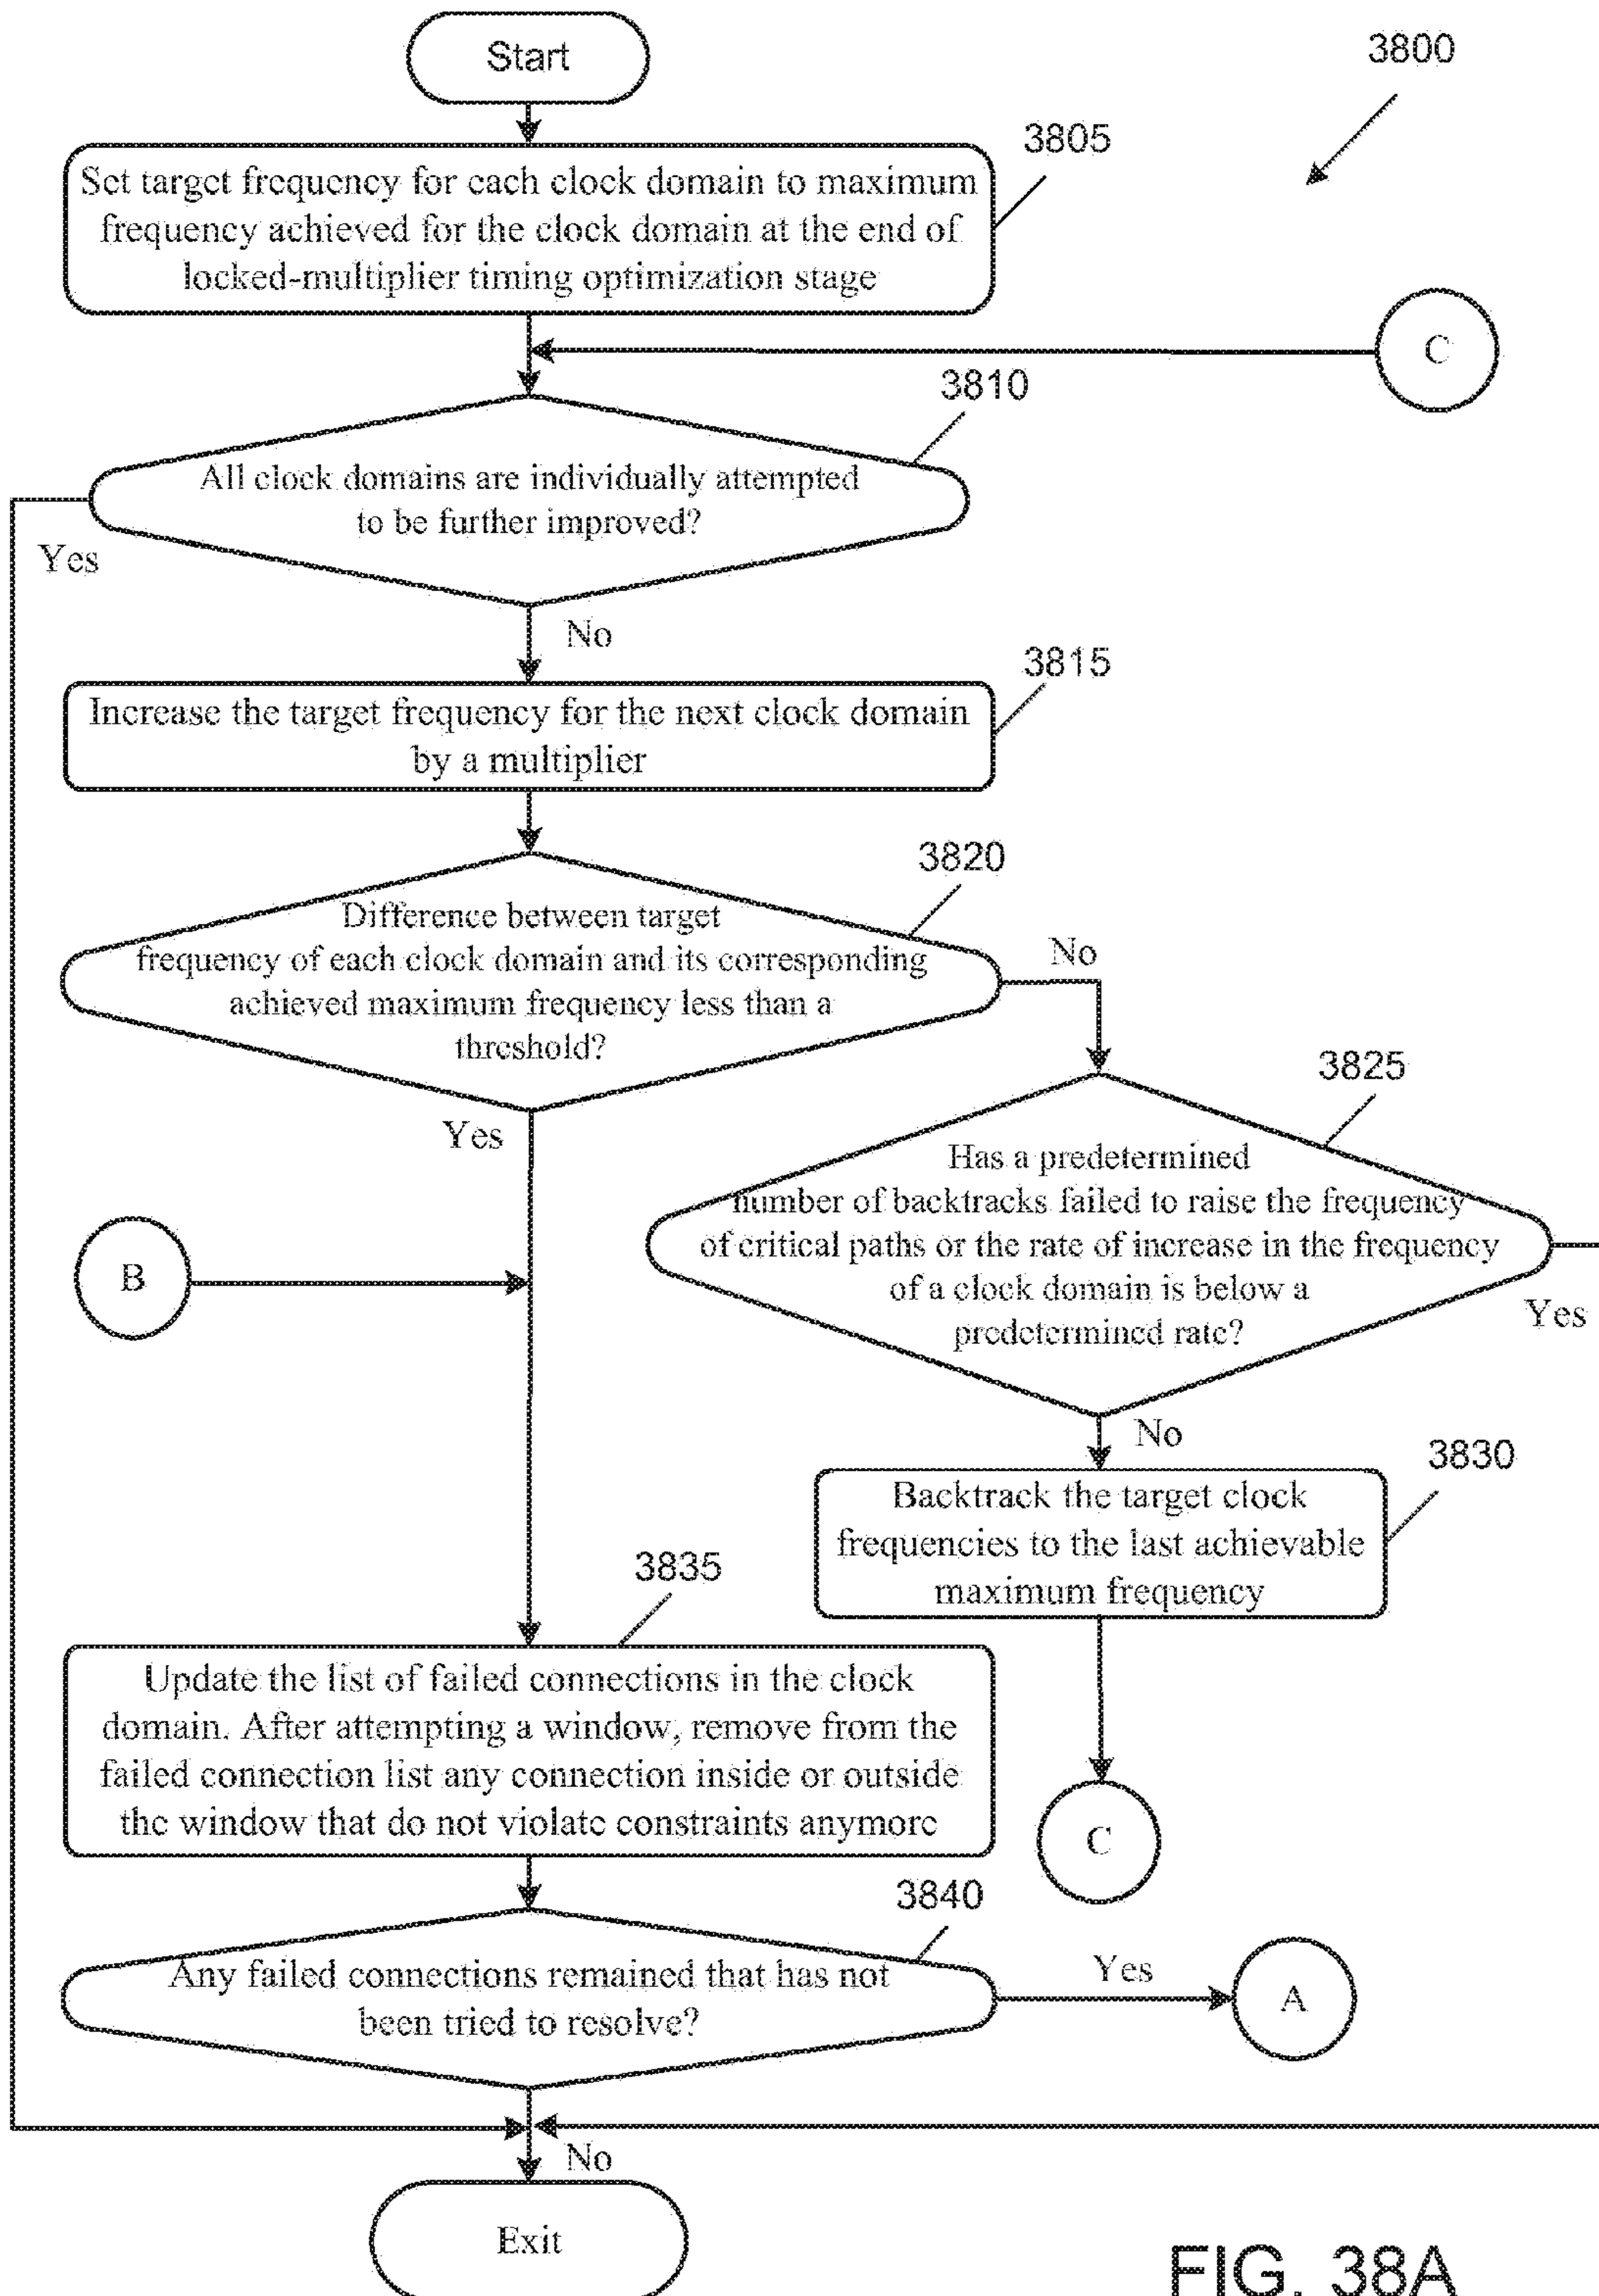 Start
3800
3805
Set target frequency for each clock domain to maximum
frequency achieved for the clock domain at the end of
locked-multiplier timing optimization stage
C
3810
All clock domains are individually attempted
to be further improved?
Yes
No
3815
Increase the target frequency for the next clock domain
by a multiplier
3820
Difference between target
frequency of each clock domain and its corresponding
achieved maximum frequency less than a
threshold?
No
Yes
3825
Has a predetermined
number of backtracks failed to raise the frequency
of critical paths or the rate of increase in the frequency
of a clock domain is below a
predetermined rate?
Yes
B
No
3830
Backtrack the target clock
frequencies to the last achievable
maximum frequency
3835
Update the list of failed connections in the clock
domain. After attempting a window, remove from the
failed connection list any connection inside or outside
the window that do not violate constraints anymore
C
3840
Any failed connections remained that has not
been tried to resolve?
Yes
A
No
Exit
FIG. 38A